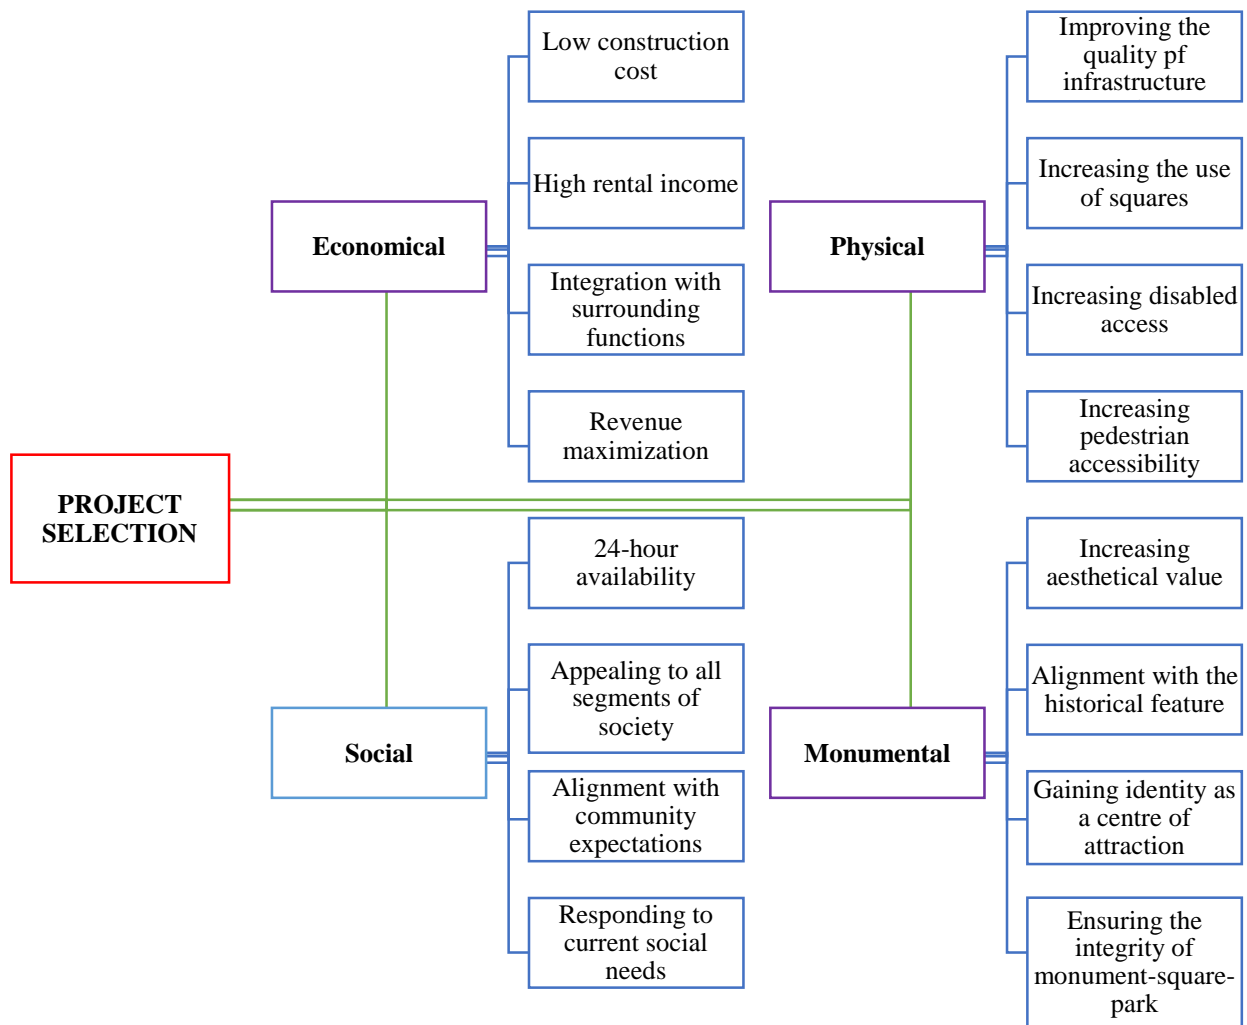 PROJECT
SELECTION
Economical
Low construction
cost
High rental income
Integration with
surrounding
functions
Revenue
maximization
Social
24-hour
availability
Appealing to all
segments of
society
Alignment with
community
expectations
Responding to
current social
needs
Physical
Improving the
quality pf
infrastructure
Increasing the use
of squares
Increasing disabled
access
Increasing
pedestrian
accessibility
Monumental
Increasing
aesthetical value
Alignment with the
historical feature
Gaining identity as
a centre of
attraction
Ensuring the
integrity of
monument-square-
park